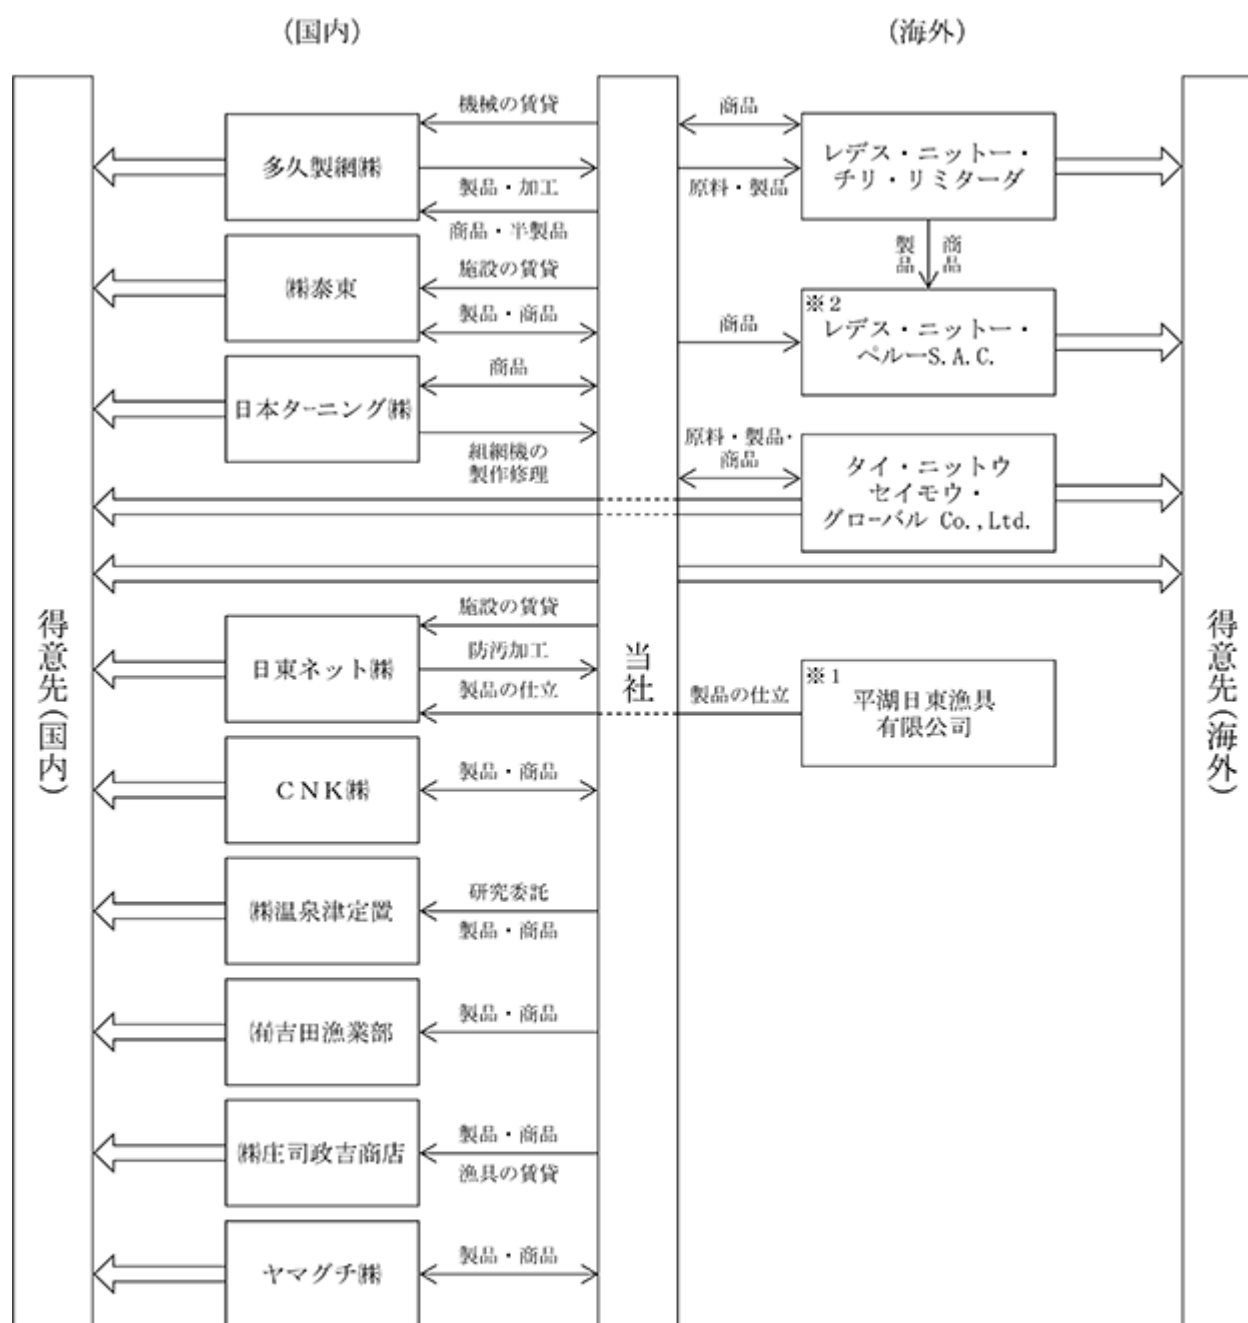 (国内)
(海外)
得意先(国内)
当社
得意先(海外)
機械の賃貸
多久製網㈱
製品・加工
商品・半製品
施設の賃貸
㈱泰東
製品・商品
商品
日本ターニング㈱
組網機の
製作修理
施設の賃貸
日東ネット㈱
防汚加工
製品の仕立
製品・商品
CNK㈱
研究委託
㈱温泉津定置
製品・商品
製品・商品
㈲吉田漁業部
製品・商品
㈱庄司政吉商店
漁具の賃貸
製品・商品
ヤマグチ㈱
商品
レデス・ニットー・
チリ・リミターダ
原料・製品
製品
商品
※2
商品
レデス・ニットー・
ペルーS.A.C.
原料・製品・
商品
タイ・ニットウ
セイモウ・
グローバル Co.,Ltd.
※1
製品の仕立
平湖日東漁具
有限公司